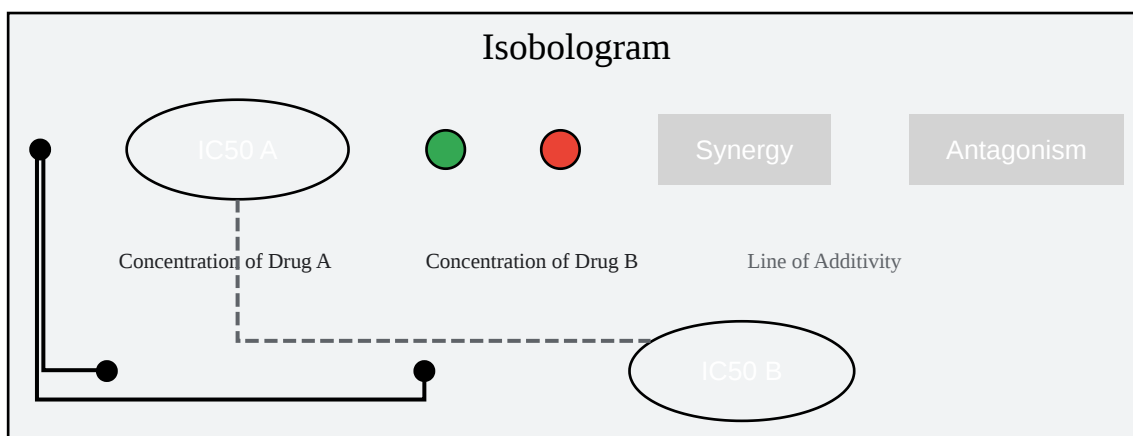 Isobologram
IC50 A
Synergy
Antagonism
Concentration of Drug A
Concentration of Drug B
Line of Additivity
IC50 B